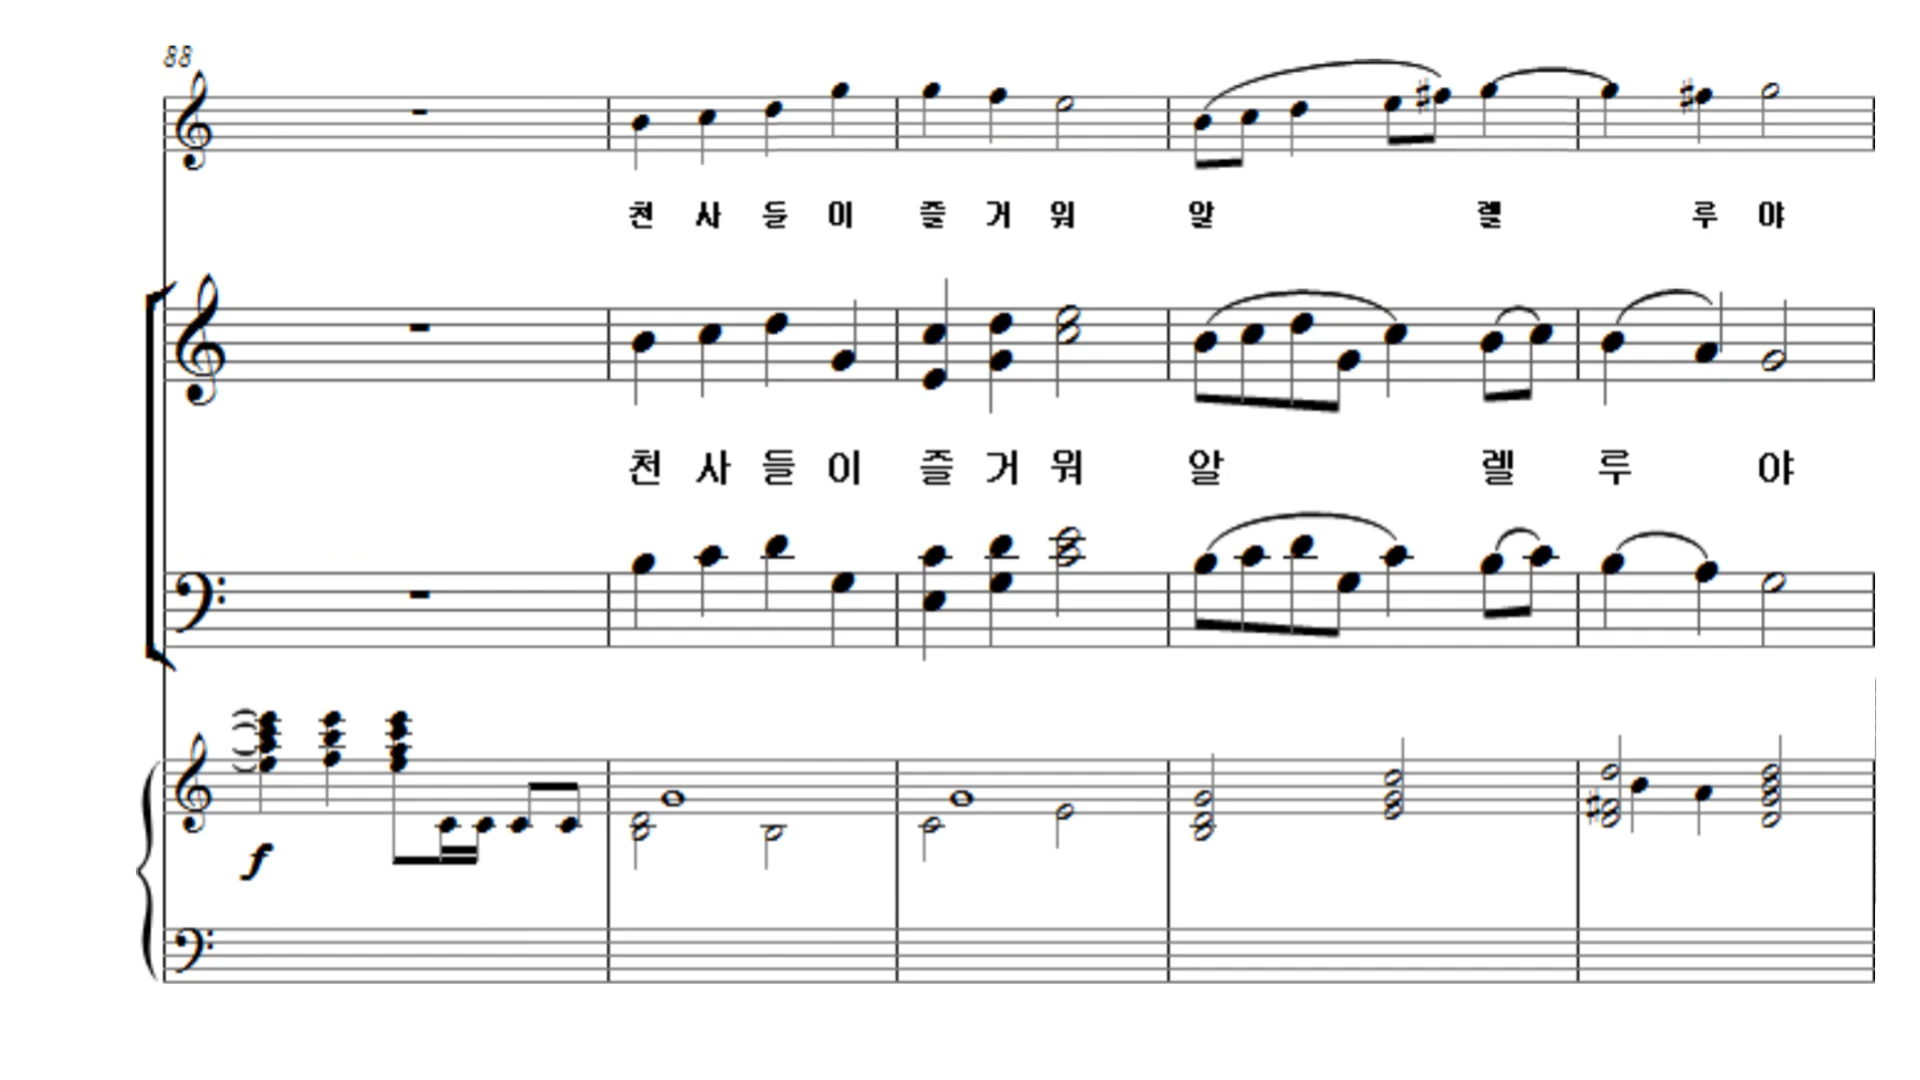 88
천 사 들 이 즐 거 워 알 렐 루 야
천 사 들 이 즐 거 워 알 렐 루 야
f